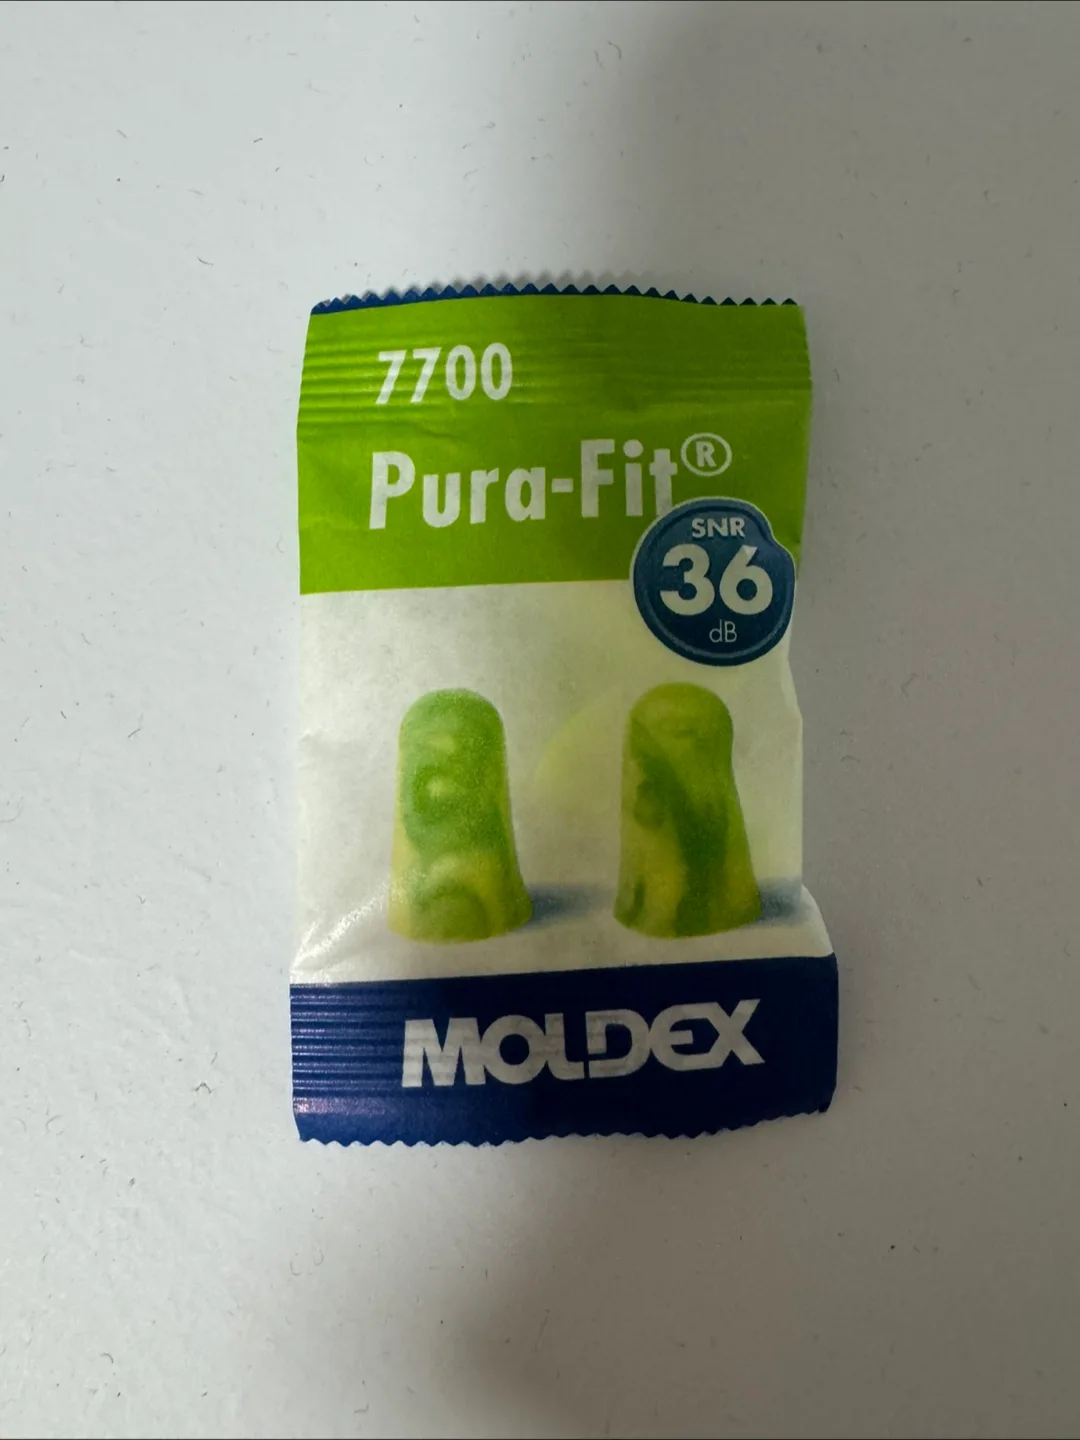 7700
Pura-Fit®
SNR
36
dB
MOLDEX